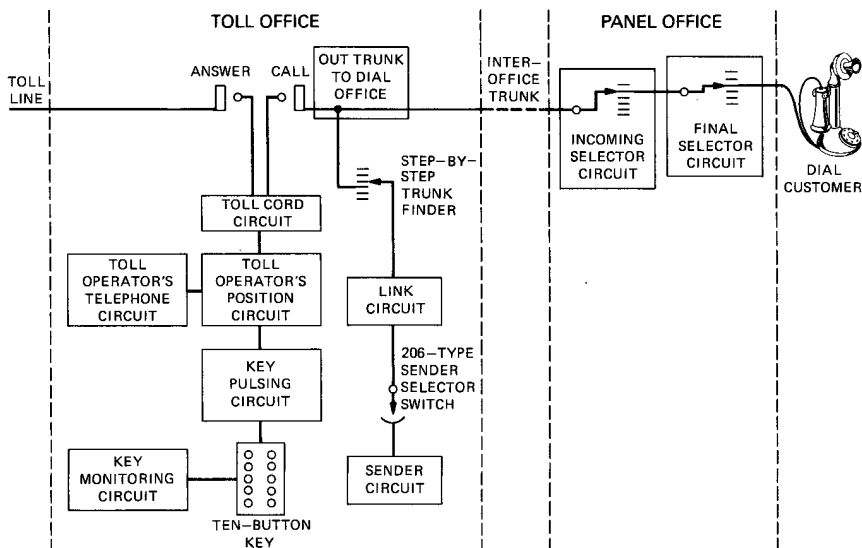 TOLL OFFICE
PANEL OFFICE
TOLL
LINE
ANSWER
CALL
OUT TRUNK
TO DIAL
OFFICE
INTER–
OFFICE
TRUNK
INCOMING
SELECTOR
CIRCUIT
FINAL
SELECTOR
CIRCUIT
DIAL
CUSTOMER
STEP–BY–
STEP
TRUNK
FINDER
TOLL CORD
CIRCUIT
TOLL
OPERATOR'S
TELEPHONE
CIRCUIT
TOLL
OPERATOR'S
POSITION
CIRCUIT
LINK
CIRCUIT
206–TYPE
SENDER
SELECTOR
SWITCH
KEY
PULSING
CIRCUIT
KEY
MONITORING
CIRCUIT
SENDER
CIRCUIT
TEN–BUTTON
KEY